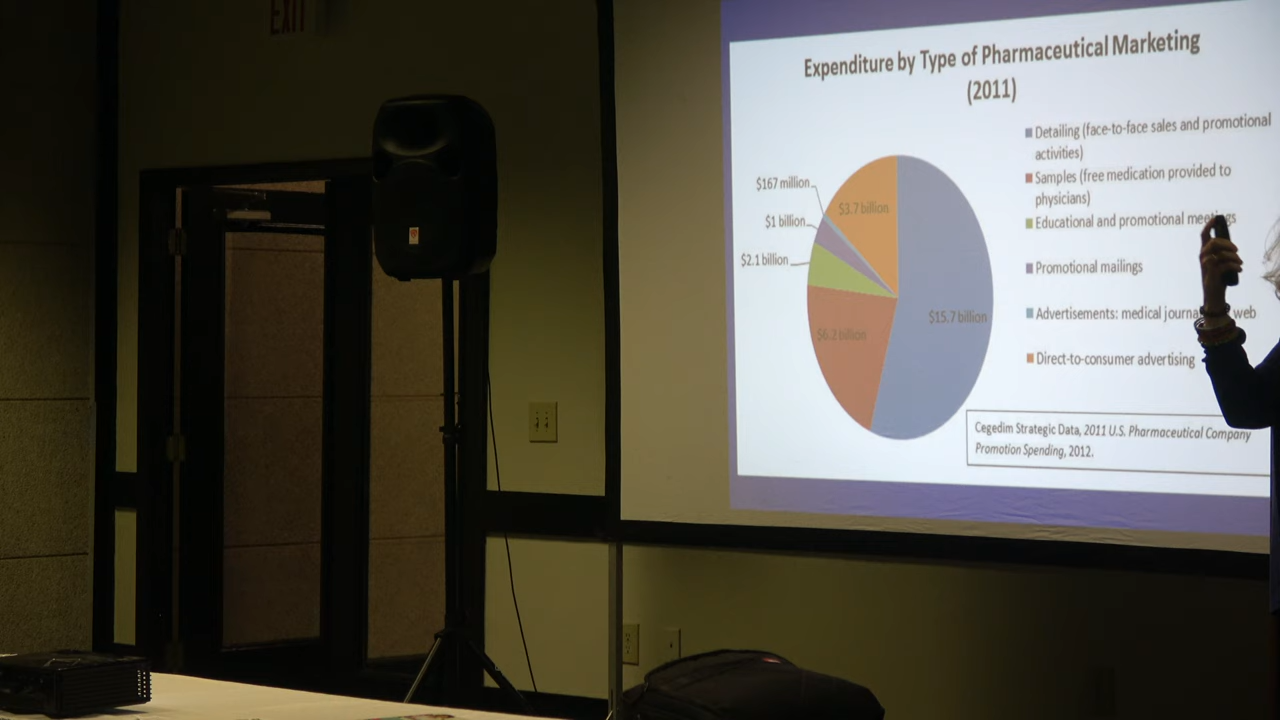 EXIT
Expenditure by Type of Pharmaceutical Marketing
(2011)
Detailing (face-to-face sales and promotional
activities)
Samples (free medication provided to
physicians)
Educational and promotional meetings
Promotional mailings
Advertisements: medical web
Direct-to-consumer advertising
$167 million
$3.7 billion
$1 billion
$2.1 billion
$6.2 billion
$15.7 billion
Cegedim Strategic Data, 2011 U.S. Pharmaceutical Company
Promotion Spending, 2012.